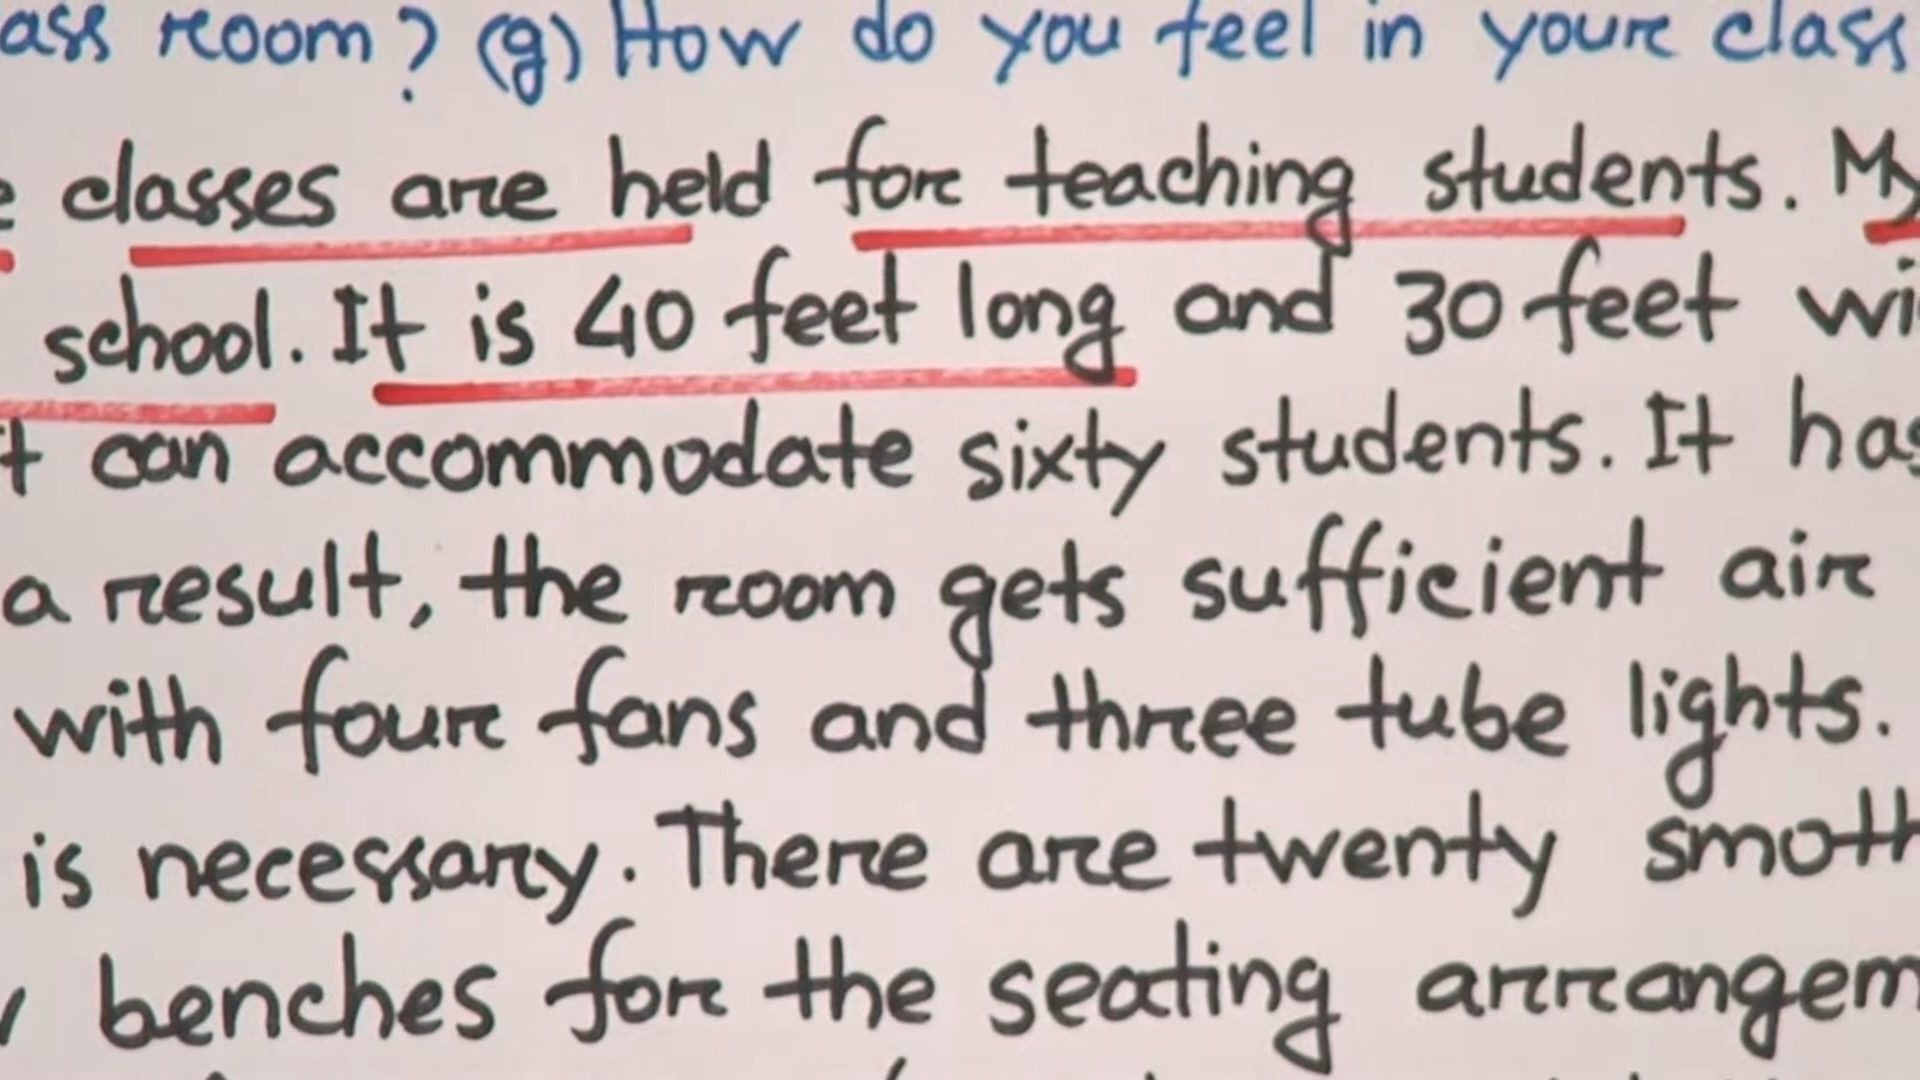 ass room? (g) How do you feel in your class
classes are held for teaching students. My
school. It is 40 feet long and 30 feet wi
t can accommodate sixty students. It has
a result, the room gets sufficient air
with four fans and three tube lights.
is necessary. There are twenty smott
benches for the seating arrangem